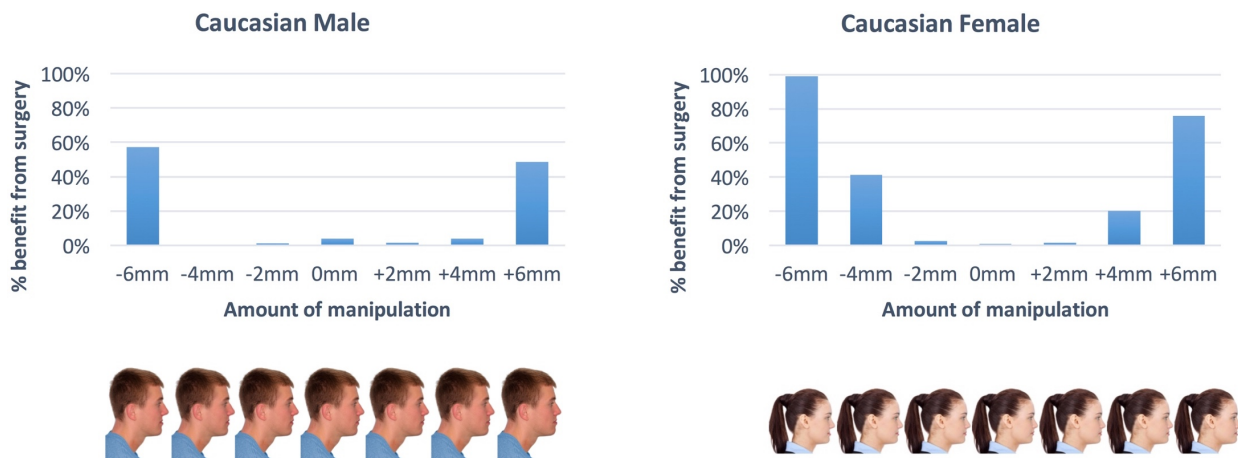 Caucasian Male
% benefit from surgery
100%
80%
60%
40%
20%
0%
-6mm -4mm -2mm 0mm +2mm +4mm +6mm
Amount of manipulation
Caucasian Female
% benefit from surgery
100%
80%
60%
40%
20%
0%
-6mm -4mm -2mm 0mm +2mm +4mm +6mm
Amount of manipulation